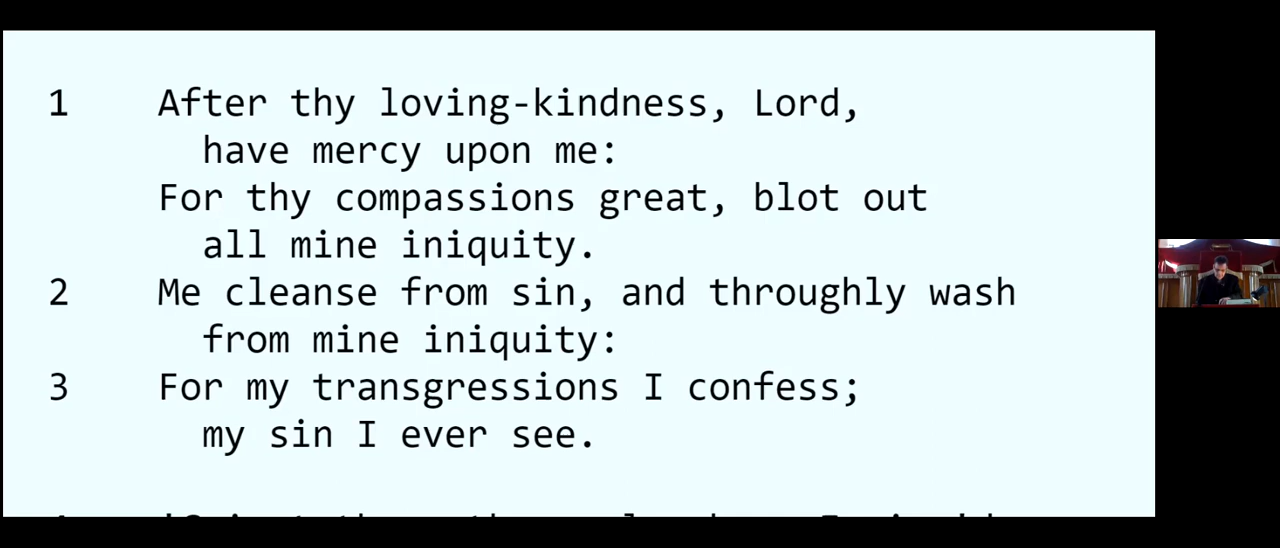 1 After thy loving-kindness, Lord,
have mercy upon me:
For thy compassions great, blot out
all mine iniquity.
2 Me cleanse from sin, and throughly wash
from mine iniquity:
3 For my transgressions I confess;
my sin I ever see.